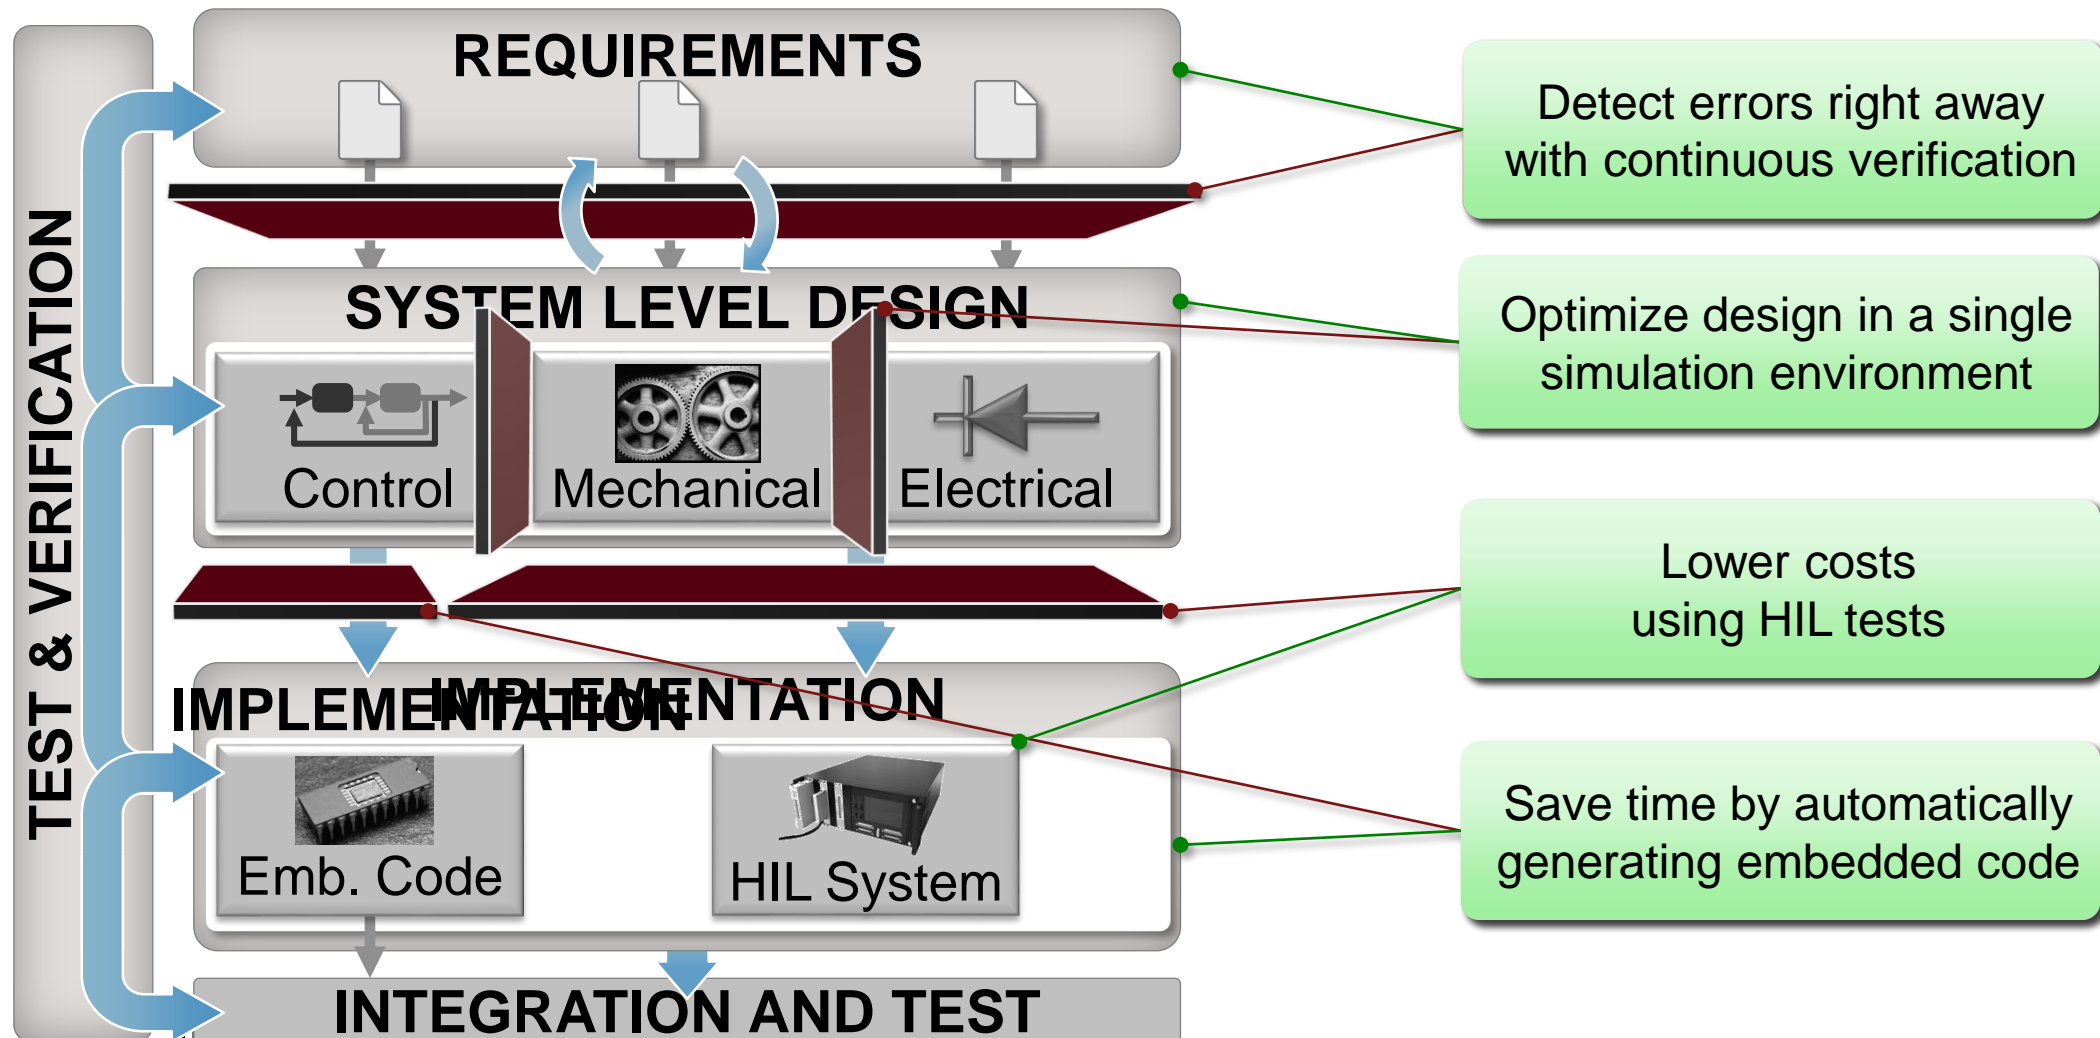 TEST & VERIFICATION
REQUIREMENTS
SYSTEM LEVEL DESIGN
Control
Mechanical
Electrical
IMPLEMENTATION
IMPLEMENTATION
Emb. Code
HIL System
INTEGRATION AND TEST
Detect errors right away
with continuous verification
Optimize design in a single
simulation environment
Lower costs
using HIL tests
Save time by automatically
generating embedded code